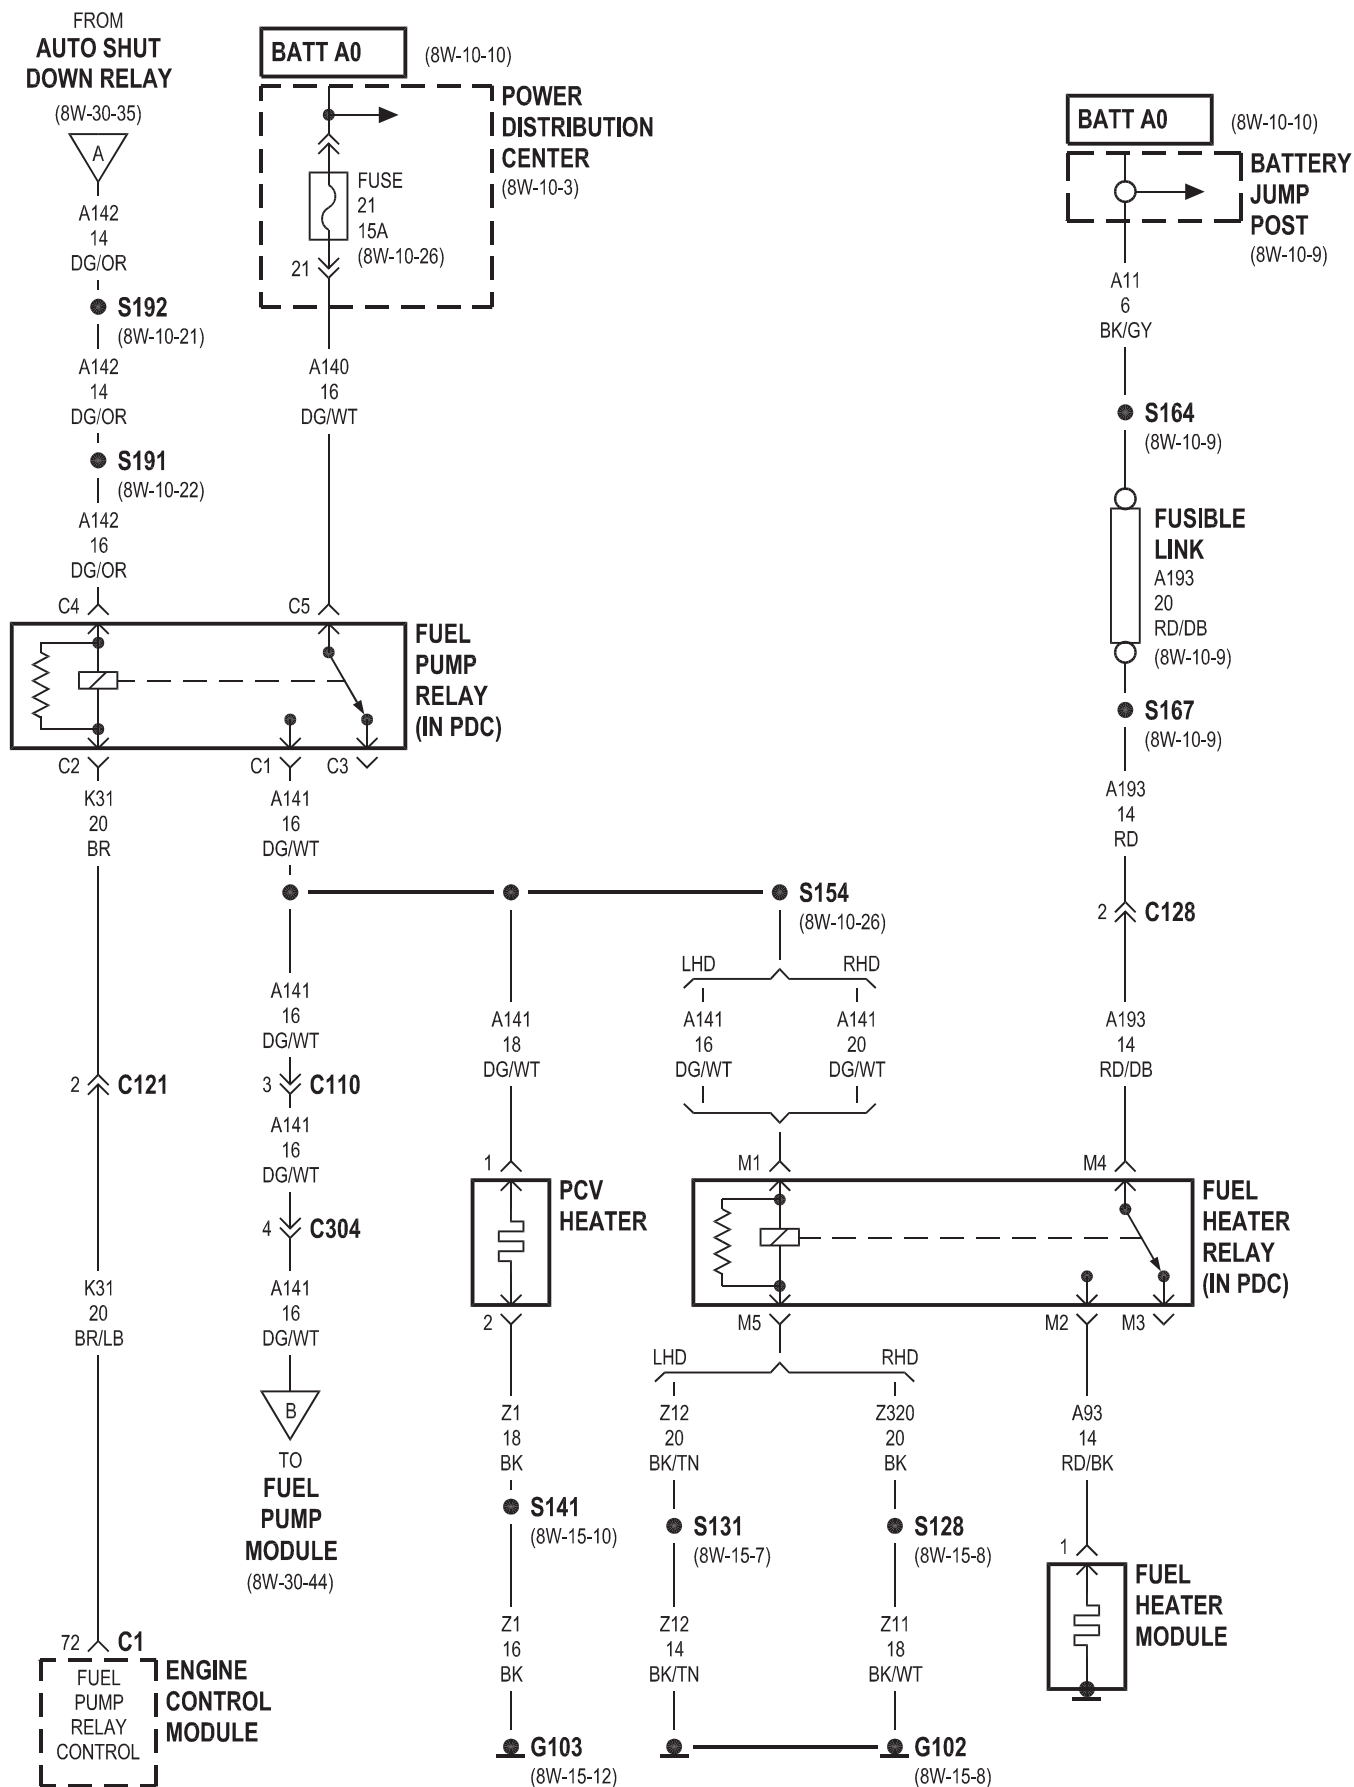 FROM
AUTO SHUT
DOWN RELAY
(8W-30-35)
A
A142
14
DG/OR
S192
(8W-10-21)
A142
14
DG/OR
S191
(8W-10-22)
A142
16
DG/OR
C4
BATT A0
(8W-10-10)
POWER
DISTRIBUTION
CENTER
(8W-10-3)
FUSE
21
15A
(8W-10-26)
21
A140
16
DG/WT
C5
FUEL
PUMP
RELAY
(IN PDC)
C2
C1
C3
K31
20
BR
A141
16
DG/WT
BATT A0
(8W-10-10)
BATTERY
JUMP
POST
(8W-10-9)
A11
6
BK/GY
S164
(8W-10-9)
FUSIBLE
LINK
A193
20
RD/DB
(8W-10-9)
S167
(8W-10-9)
A193
14
RD
2
C128
A193
14
RD/DB
M4
S154
(8W-10-26)
LHD
RHD
A141
16
DG/WT
A141
20
DG/WT
M1
A141
18
DG/WT
1
PCV
HEATER
2
A141
16
DG/WT
3
C110
A141
16
DG/WT
4
C304
A141
16
DG/WT
B
TO
FUEL
PUMP
MODULE
(8W-30-44)
2
C121
K31
20
BR/LB
72
C1
FUEL
PUMP
RELAY
CONTROL
ENGINE
CONTROL
MODULE
FUEL
HEATER
RELAY
(IN PDC)
M5
M2
M3
LHD
RHD
Z1
18
BK
S141
(8W-15-10)
Z1
16
BK
G103
(8W-15-12)
Z12
20
BK/TN
S131
(8W-15-7)
Z12
14
BK/TN
Z320
20
BK
S128
(8W-15-8)
Z11
18
BK/WT
G102
(8W-15-8)
A93
14
RD/BK
1
FUEL
HEATER
MODULE